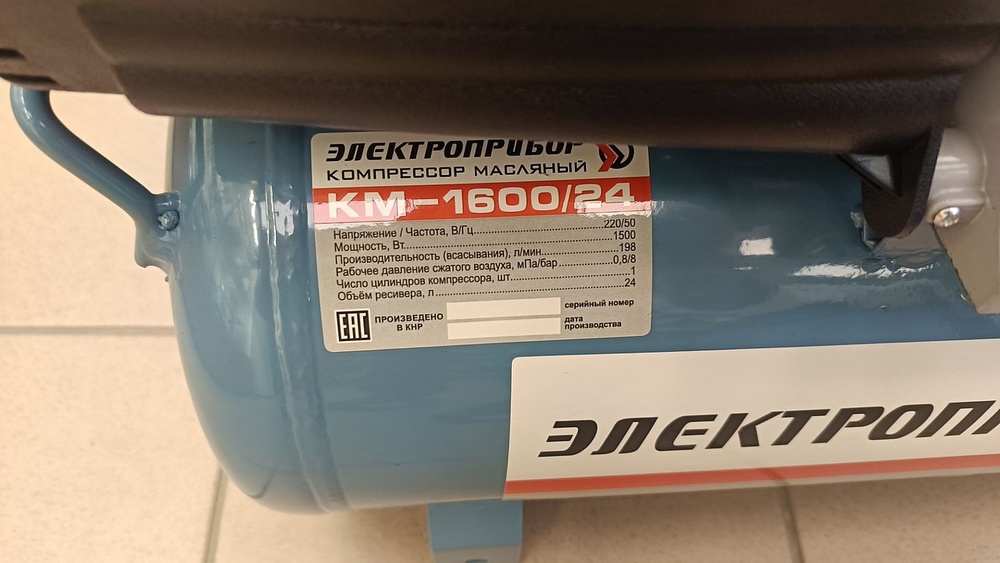 ЭЛЕКТРОПРИБОР
КОМПРЕССОР МАСЛЯНЫЙ
КМ-1600/24
Напряжение / Частота, В/Гц 220/50
Мощность, Вт 1500
Производительность (всасывания), л/мин 198
Рабочее давление сжатого воздуха, мПа/бар 0,8/8
Число цилиндров компрессора, шт 1
Объём ресивера, л 24
ЕАС ПРОИЗВЕДЕНО В КНР
серийный номер
дата производства
ЭЛЕКТРОП